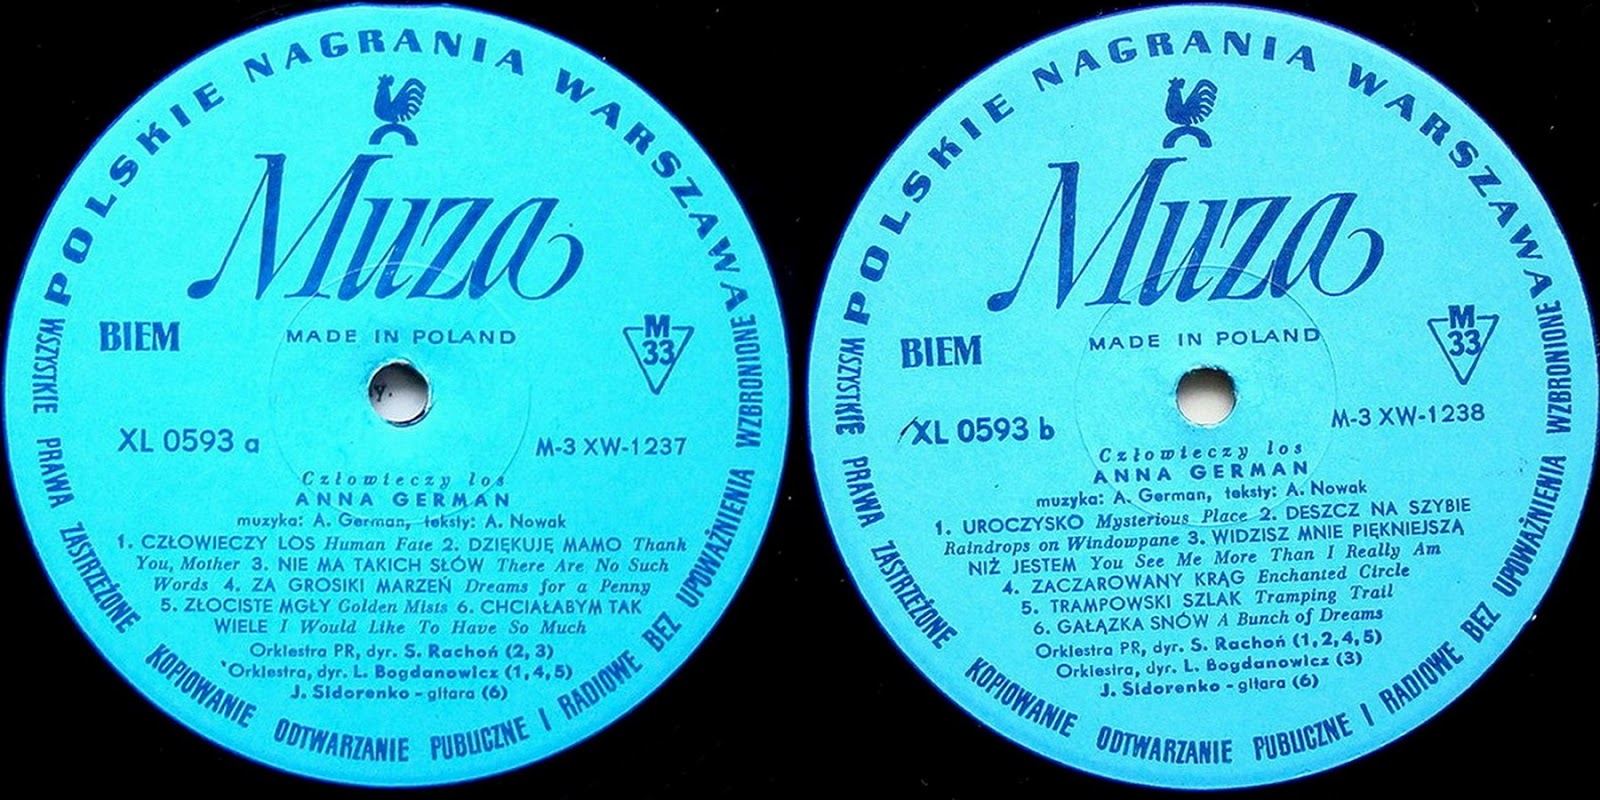 POLSKIE NAGRANIA WARSZAWA
Muza
BIEM
MADE IN POLAND
M
33
XL 0593 a
M-3 XW-1237
Człowieczy los
ANNA GERMAN
muzyka: A. German, teksty: A. Nowak
1. CZŁOWIECZY LOS Human Fate 2. DZIĘKUJĘ MAMO Thank
You, Mother 3. NIE MA TAKICH SŁÓW There Are No Such
Words 4. ZA GROSIKI MARZEŃ Dreams for a Penny
5. ZŁOCISTE MGŁY Golden Mists 6. CHCIAŁABYM TAK
WIELE I Would Like To Have So Much
Orkiestra PR, dyr. S. Rachoń (2, 3)
Orkiestra, dyr. L. Bogdanowicz (1, 4, 5)
J. Sidorenko - gitara (6)
WSZYSTKIE PRAWA ZASTRZEŻONE KOPIOWANIE ODTWARZANIE PUBLICZNE I RADIOWE BEZ UPOWAŻNIENIA WZBRONIONE
POLSKIE NAGRANIA WARSZAWA
Muza
BIEM
MADE IN POLAND
M
33
XL 0593 b
M-3 XW-1238
Człowieczy los
ANNA GERMAN
muzyka: A. German, teksty: A. Nowak
1. UROCZYSKO Mysterious Place 2. DESZCZ NA SZYBIE
Raindrops on Windowpane 3. WIDZISZ MNIE PIĘKNIEJSZĄ
NIŻ JESTEM You See Me More Than I Really Am
4. ZACZAROWANY KRĄG Enchanted Circle
5. TRAMPOWSKI SZLAK Tramping Trail
6. GAŁĄZKA SNÓW A Bunch of Dreams
Orkiestra PR, dyr. S. Rachoń (1, 2, 4, 5)
Orkiestra, dyr. L. Bogdanowicz (3)
J. Sidorenko - gitara (6)
WSZYSTKIE PRAWA ZASTRZEŻONE KOPIOWANIE ODTWARZANIE PUBLICZNE I RADIOWE BEZ UPOWAŻNIENIA WZBRONIONE